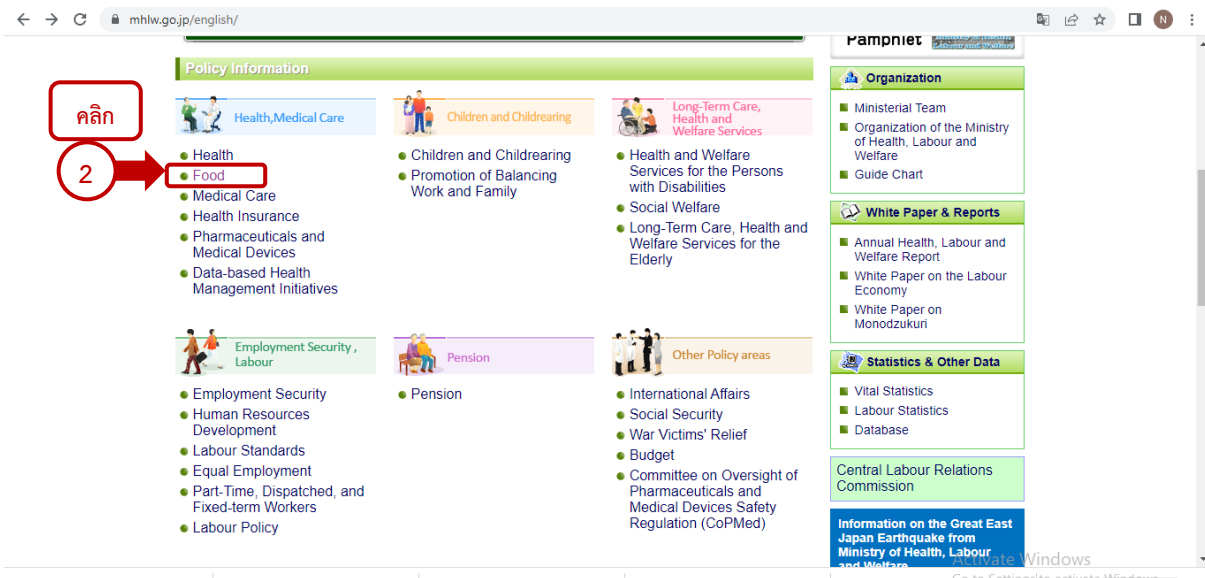 mhlw.go.jp/english/
N
Pamphlet
Policy Information
คลิก
2
Health,Medical Care
Health
Food
Medical Care
Health Insurance
Pharmaceuticals and
Medical Devices
Data-based Health
Management Initiatives
Children and Childrearing
Children and Childrearing
Promotion of Balancing
Work and Family
Long-Term Care,
Health and
Welfare Services
Health and Welfare
Services for the Persons
with Disabilities
Social Welfare
Long-Term Care, Health and
Welfare Services for the
Elderly
Employment Security ,
Labour
Employment Security
Human Resources
Development
Labour Standards
Equal Employment
Part-Time, Dispatched, and
Fixed-term Workers
Labour Policy
Pension
Pension
Other Policy areas
International Affairs
Social Security
War Victims' Relief
Budget
Committee on Oversight of
Pharmaceuticals and
Medical Devices Safety
Regulation (CoPMed)
Organization
Ministerial Team
Organization of the Ministry
of Health, Labour and
Welfare
Guide Chart
White Paper & Reports
Annual Health, Labour and
Welfare Report
White Paper on the Labour
Economy
White Paper on
Monodzukuri
Statistics & Other Data
Vital Statistics
Labour Statistics
Database
Central Labour Relations
Commission
Information on the Great East
Japan Earthquake from
Ministry of Health, Labour
and Welfare
Activate Windows